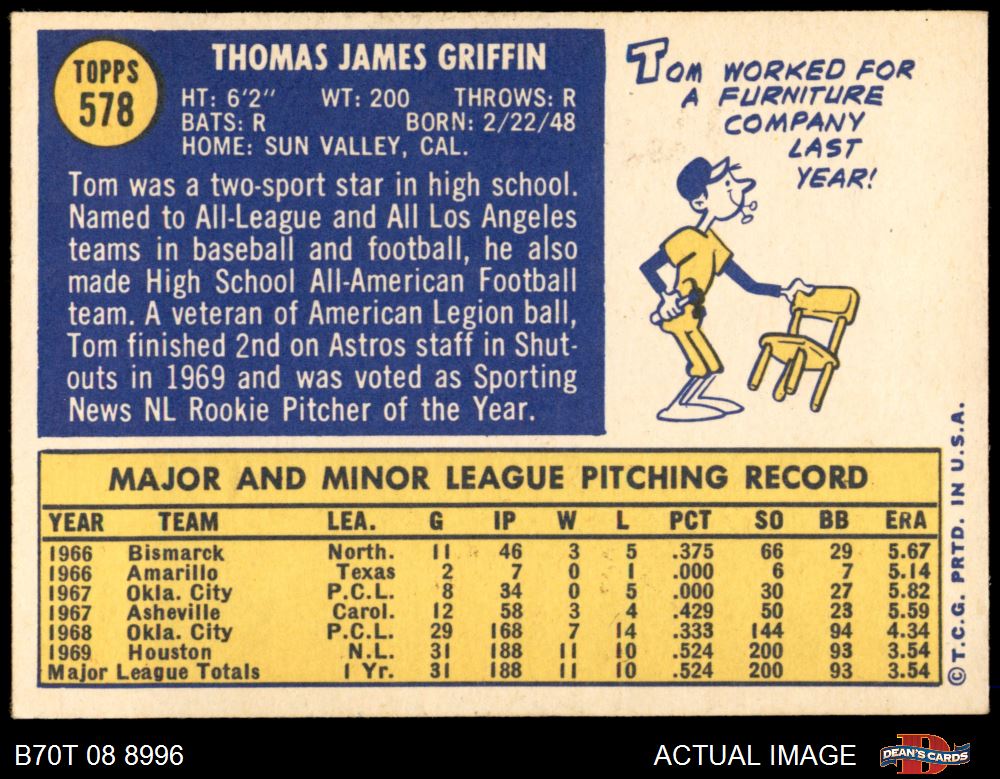 TOPPS
578
THOMAS JAMES GRIFFIN
HT: 6'2" WT: 200 THROWS: R
BATS: R BORN: 2/22/48
HOME: SUN VALLEY, CAL.
Tom was a two-sport star in high school.
Named to All-League and All Los Angeles
teams in baseball and football, he also
made High School All-American Football
team. A veteran of American Legion ball,
Tom finished 2nd on Astros staff in Shut-
outs in 1969 and was voted as Sporting
News NL Rookie Pitcher of the Year.
TOM WORKED FOR
A FURNITURE
COMPANY
LAST
YEAR!
MAJOR AND MINOR LEAGUE PITCHING RECORD
YEAR TEAM LEA. G IP W L PCT SO BB ERA
1966 Bismarck North. 11 46 3 5 .375 66 29 5.67
1966 Amarillo Texas 2 7 0 1 .000 6 7 5.14
1967 Okla. City P.C.L. 8 34 0 5 .000 30 27 5.82
1967 Asheville Carol. 12 58 3 4 .429 50 23 5.59
1968 Okla. City P.C.L. 29 168 7 14 .333 144 94 4.34
1969 Houston N.L. 31 188 11 10 .524 200 93 3.54
Major League Totals 1 Yr. 31 188 11 10 .524 200 93 3.54
©T.C.G. PRTD. IN U.S.A.
B70T 08 8996
ACTUAL IMAGE
DEAN'S CARDS